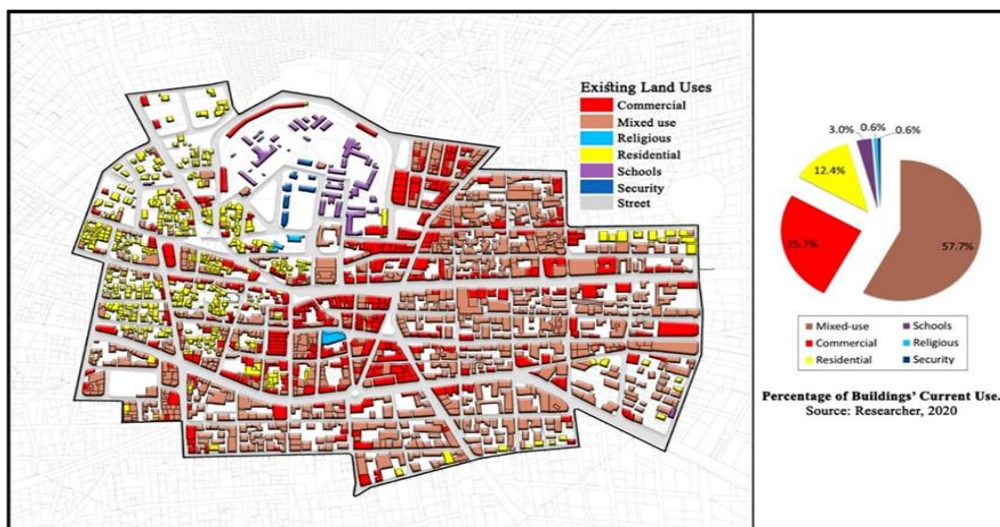 Existing Land Uses
Commercial
Mixed use
Religious
Residential
Schools
Security
Street
3.0%
0.6%
0.6%
12.4%
25.7%
57.7%
Mixed-use
Schools
Commercial
Religious
Residential
Security
Percentage of Buildings’ Current Use.
Source: Researcher, 2020